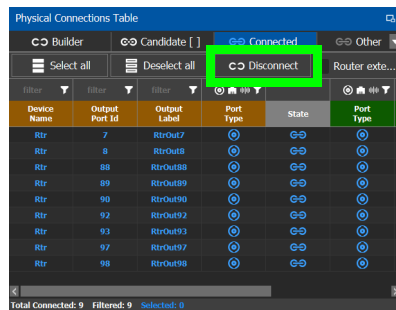 Physical Connections Table
Builder Candidate [ ] Connected Other
Select all Deselect all Disconnect Router exte...
filter filter filter
Device Name Output Port Id Output Label Port Type State Port Type
Rtr 7 RtrOut7
Rtr 8 RtrOut8
Rtr 88 RtrOut88
Rtr 89 RtrOut89
Rtr 90 RtrOut90
Rtr 92 RtrOut92
Rtr 93 RtrOut93
Rtr 97 RtrOut97
Rtr 98 RtrOut98
Total Connected: 9 Filtered: 9 Selected: 0